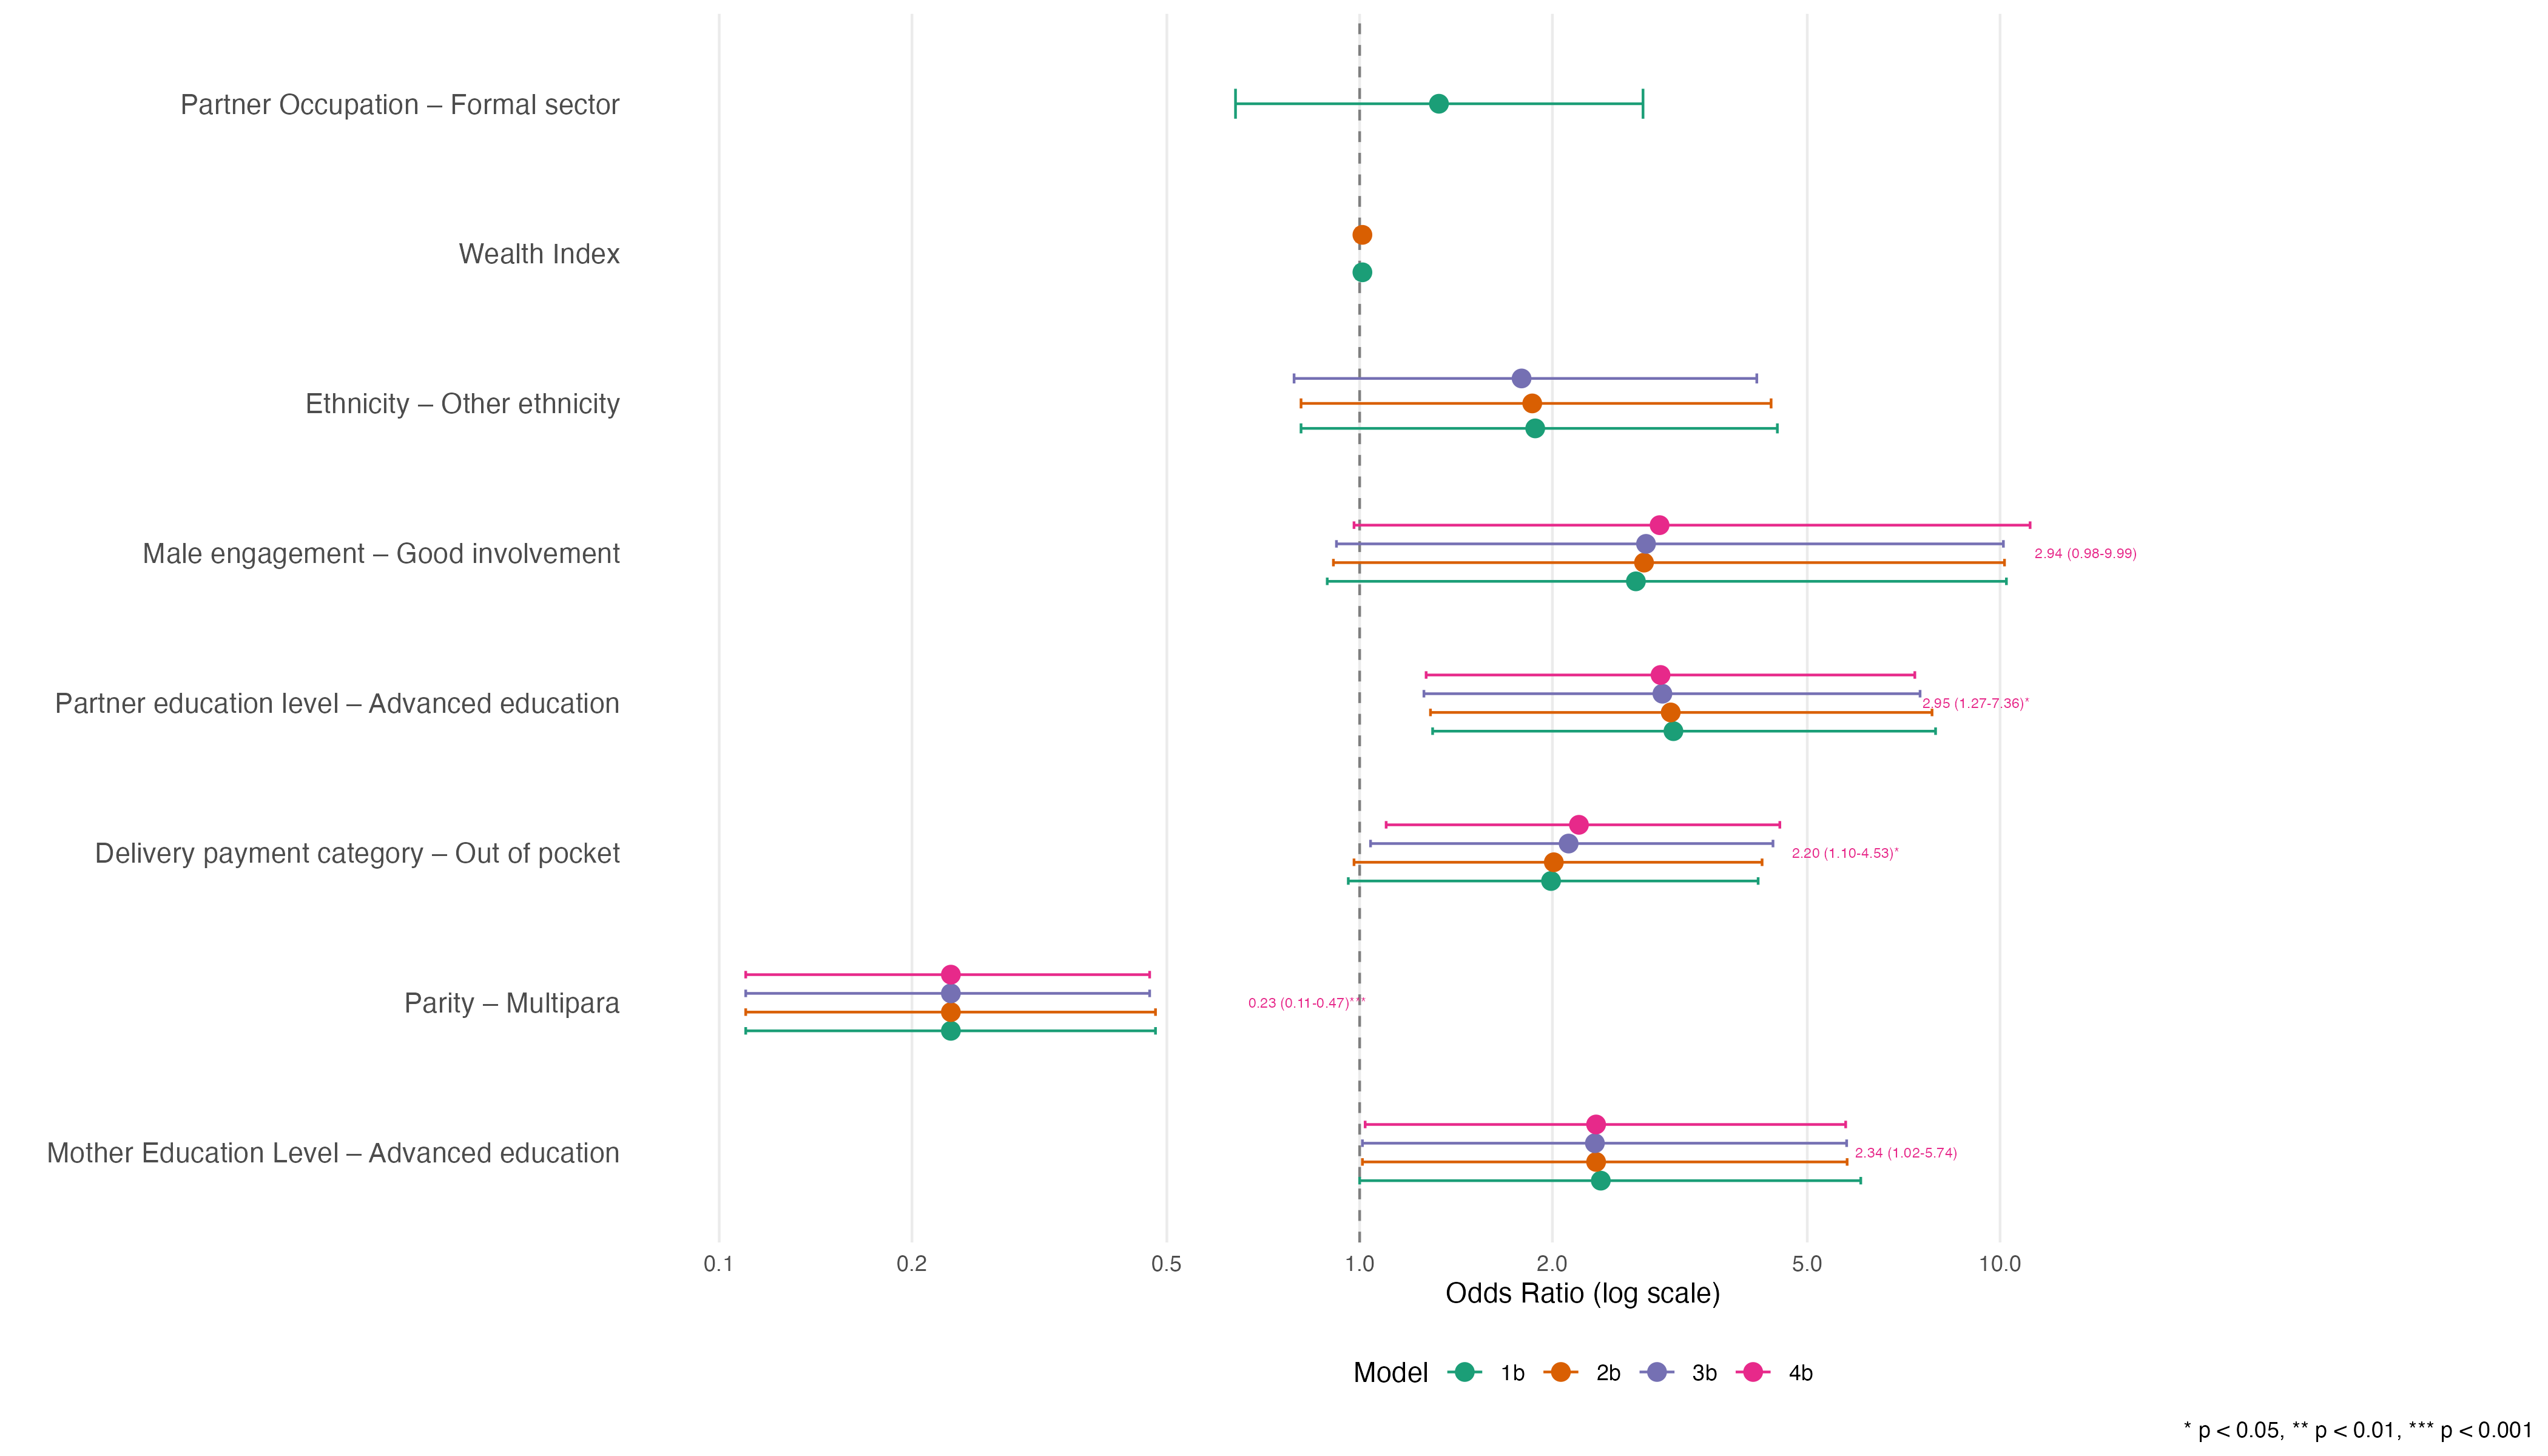 Partner Occupation – Formal sector
Wealth Index
Ethnicity – Other ethnicity
Male engagement – Good involvement
2.94 (0.98-9.99)
Partner education level – Advanced education
2.95 (1.27-7.36)*
Delivery payment category – Out of pocket
2.20 (1.10-4.53)*
Parity – Multipara
0.23 (0.11-0.47)***
Mother Education Level – Advanced education
2.34 (1.02-5.74)
0.1 0.2 0.5 1.0 2.0 5.0 10.0
Odds Ratio (log scale)
Model 1b 2b 3b 4b
* p < 0.05, ** p < 0.01, *** p < 0.001